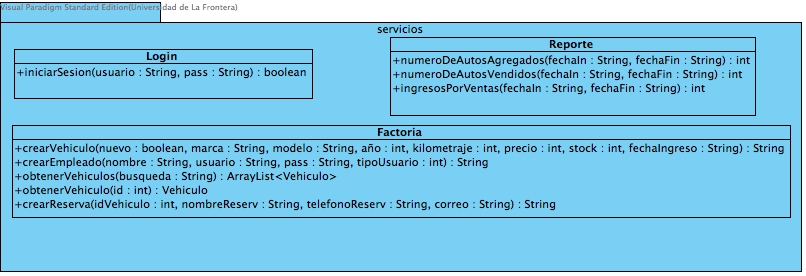 Visual Paradigm Standard Edition(Universidad de La Frontera)
servicios
Login
+iniciarSesion(usuario : String, pass : String) : boolean
Reporte
+numeroDeAutosAgregados(fechaIn : String, fechaFin : String) : int
+numeroDeAutosVendidos(fechaIn : String, fechaFin : String) : int
+ingresosPorVentas(fechaIn : String, fechaFin : String) : int
Factoria
+crearVehiculo(nuevo : boolean, marca : String, modelo : String, año : int, kilometraje : int, precio : int, stock : int, fechaIngreso : String) : String
+crearEmpleado(nombre : String, usuario : String, pass : String, tipoUsuario : int) : String
+obtenerVehiculos(busqueda : String) : ArrayList<Vehiculo>
+obtenerVehiculo(id : int) : Vehiculo
+crearReserva(idVehiculo : int, nombreReserv : String, telefonoReserv : String, correo : String) : String